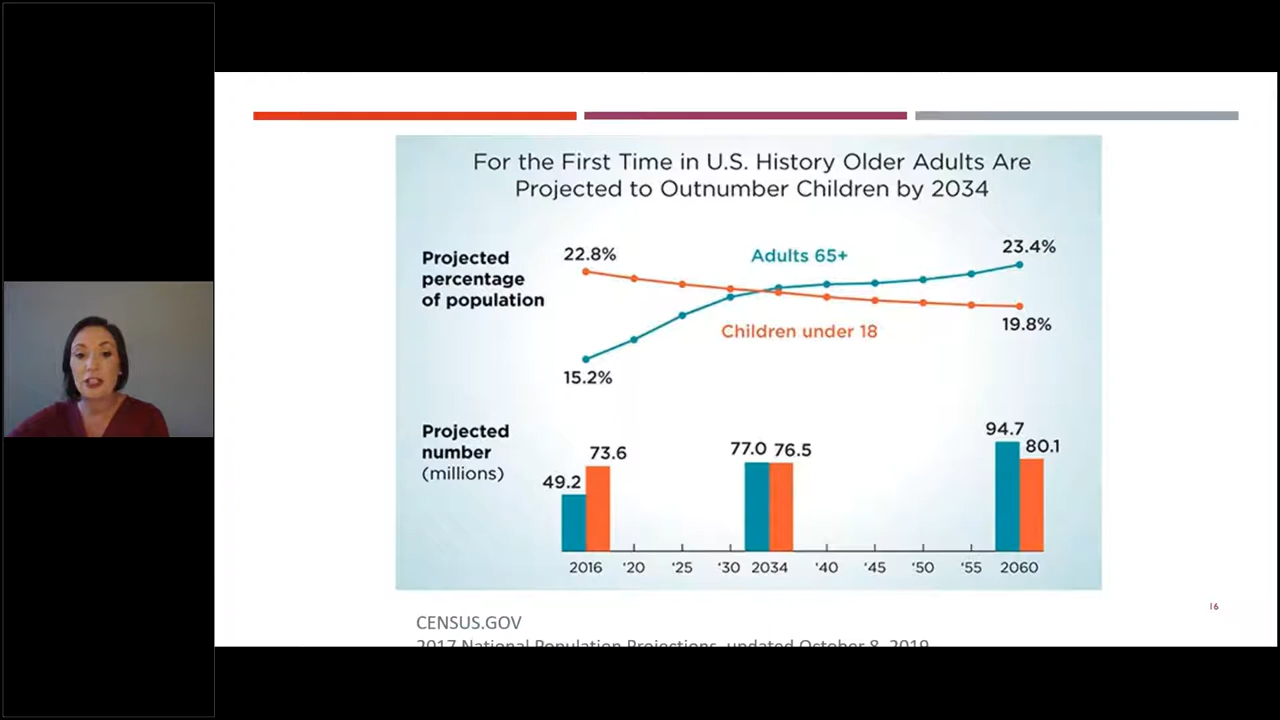 For the First Time in U.S. History Older Adults Are
Projected to Outnumber Children by 2034
Projected
percentage
of population
22.8%
Adults 65+
23.4%
Children under 18
19.8%
15.2%
Projected
number
(millions)
49.2
73.6
77.0
76.5
94.7
80.1
2016 '20 '25 '30 2034 '40 '45 '50 '55 2060
16
CENSUS.GOV
2017 National Population Projections, updated October 8, 2019